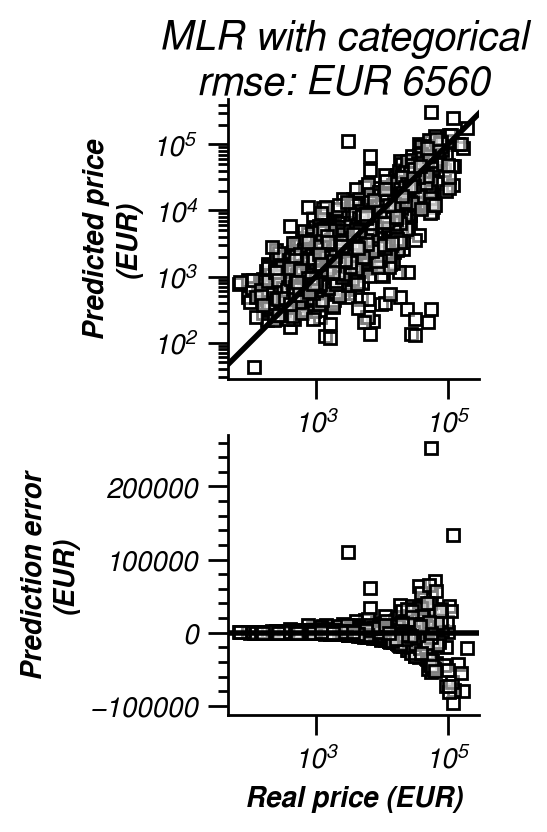 MLR with categorical
rmse: EUR 6560
Predicted price
(EUR)
10^5
10^4
10^3
10^2
10^3 10^5
Prediction error
(EUR)
200000
100000
0
−100000
10^3 10^5
Real price (EUR)